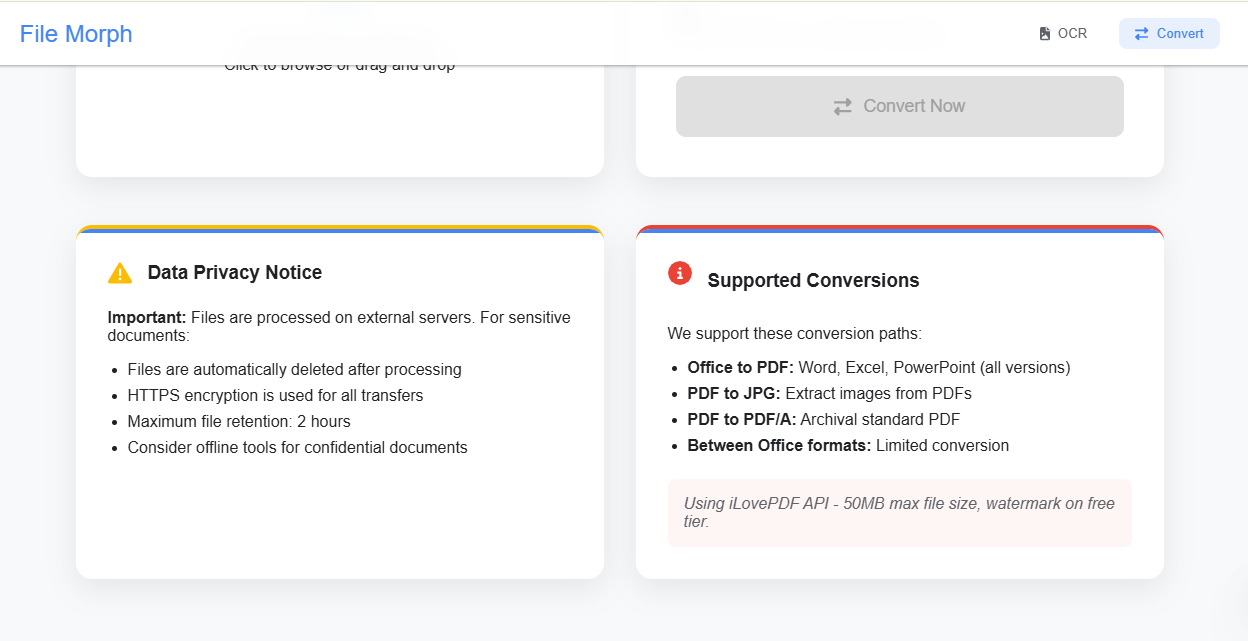 File Morph
OCR
Convert
Click to browse or drag and drop
Convert Now
Data Privacy Notice
Important: Files are processed on external servers. For sensitive
documents:
Files are automatically deleted after processing
HTTPS encryption is used for all transfers
Maximum file retention: 2 hours
Consider offline tools for confidential documents
Supported Conversions
We support these conversion paths:
Office to PDF: Word, Excel, PowerPoint (all versions)
PDF to JPG: Extract images from PDFs
PDF to PDF/A: Archival standard PDF
Between Office formats: Limited conversion
Using iLovePDF API - 50MB max file size, watermark on free
tier.